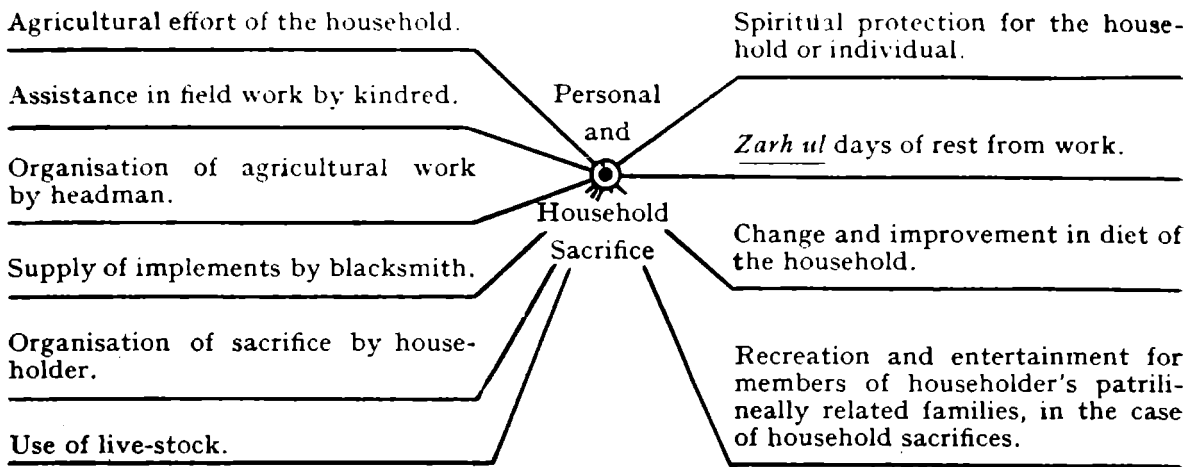 Agricultural effort of the household.
Assistance in field work by kindred.
Organisation of agricultural work
by headman.
Supply of implements by blacksmith.
Organisation of sacrifice by house-
holder.
Use of live-stock.
Personal
and
Household
Sacrifice
Spiritual protection for the house-
hold or individual.
Zarh ul days of rest from work.
Change and improvement in diet of
the household.
Recreation and entertainment for
members of householder's patrili-
neally related families, in the case
of household sacrifices.